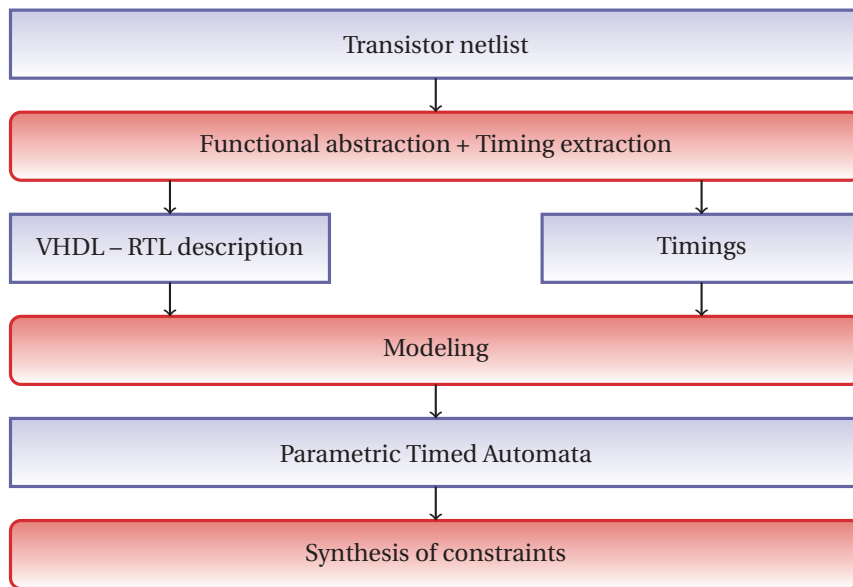 Transistor netlist
Functional abstraction + Timing extraction
VHDL – RTL description
Timings
Modeling
Parametric Timed Automata
Synthesis of constraints